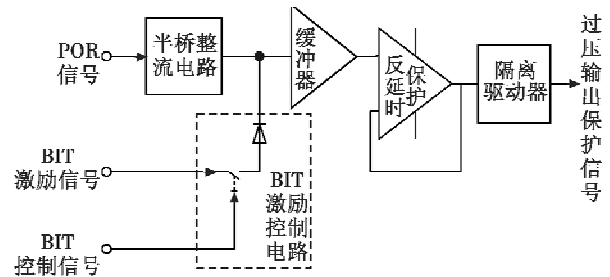 POR
信号
半桥整
流电路
缓
冲
器
反
延
时
保
护
隔离
驱动器
过
压
输
出
保
护
信
号
BIT
激励信号
BIT
激励
控制
电路
BIT
控制信号